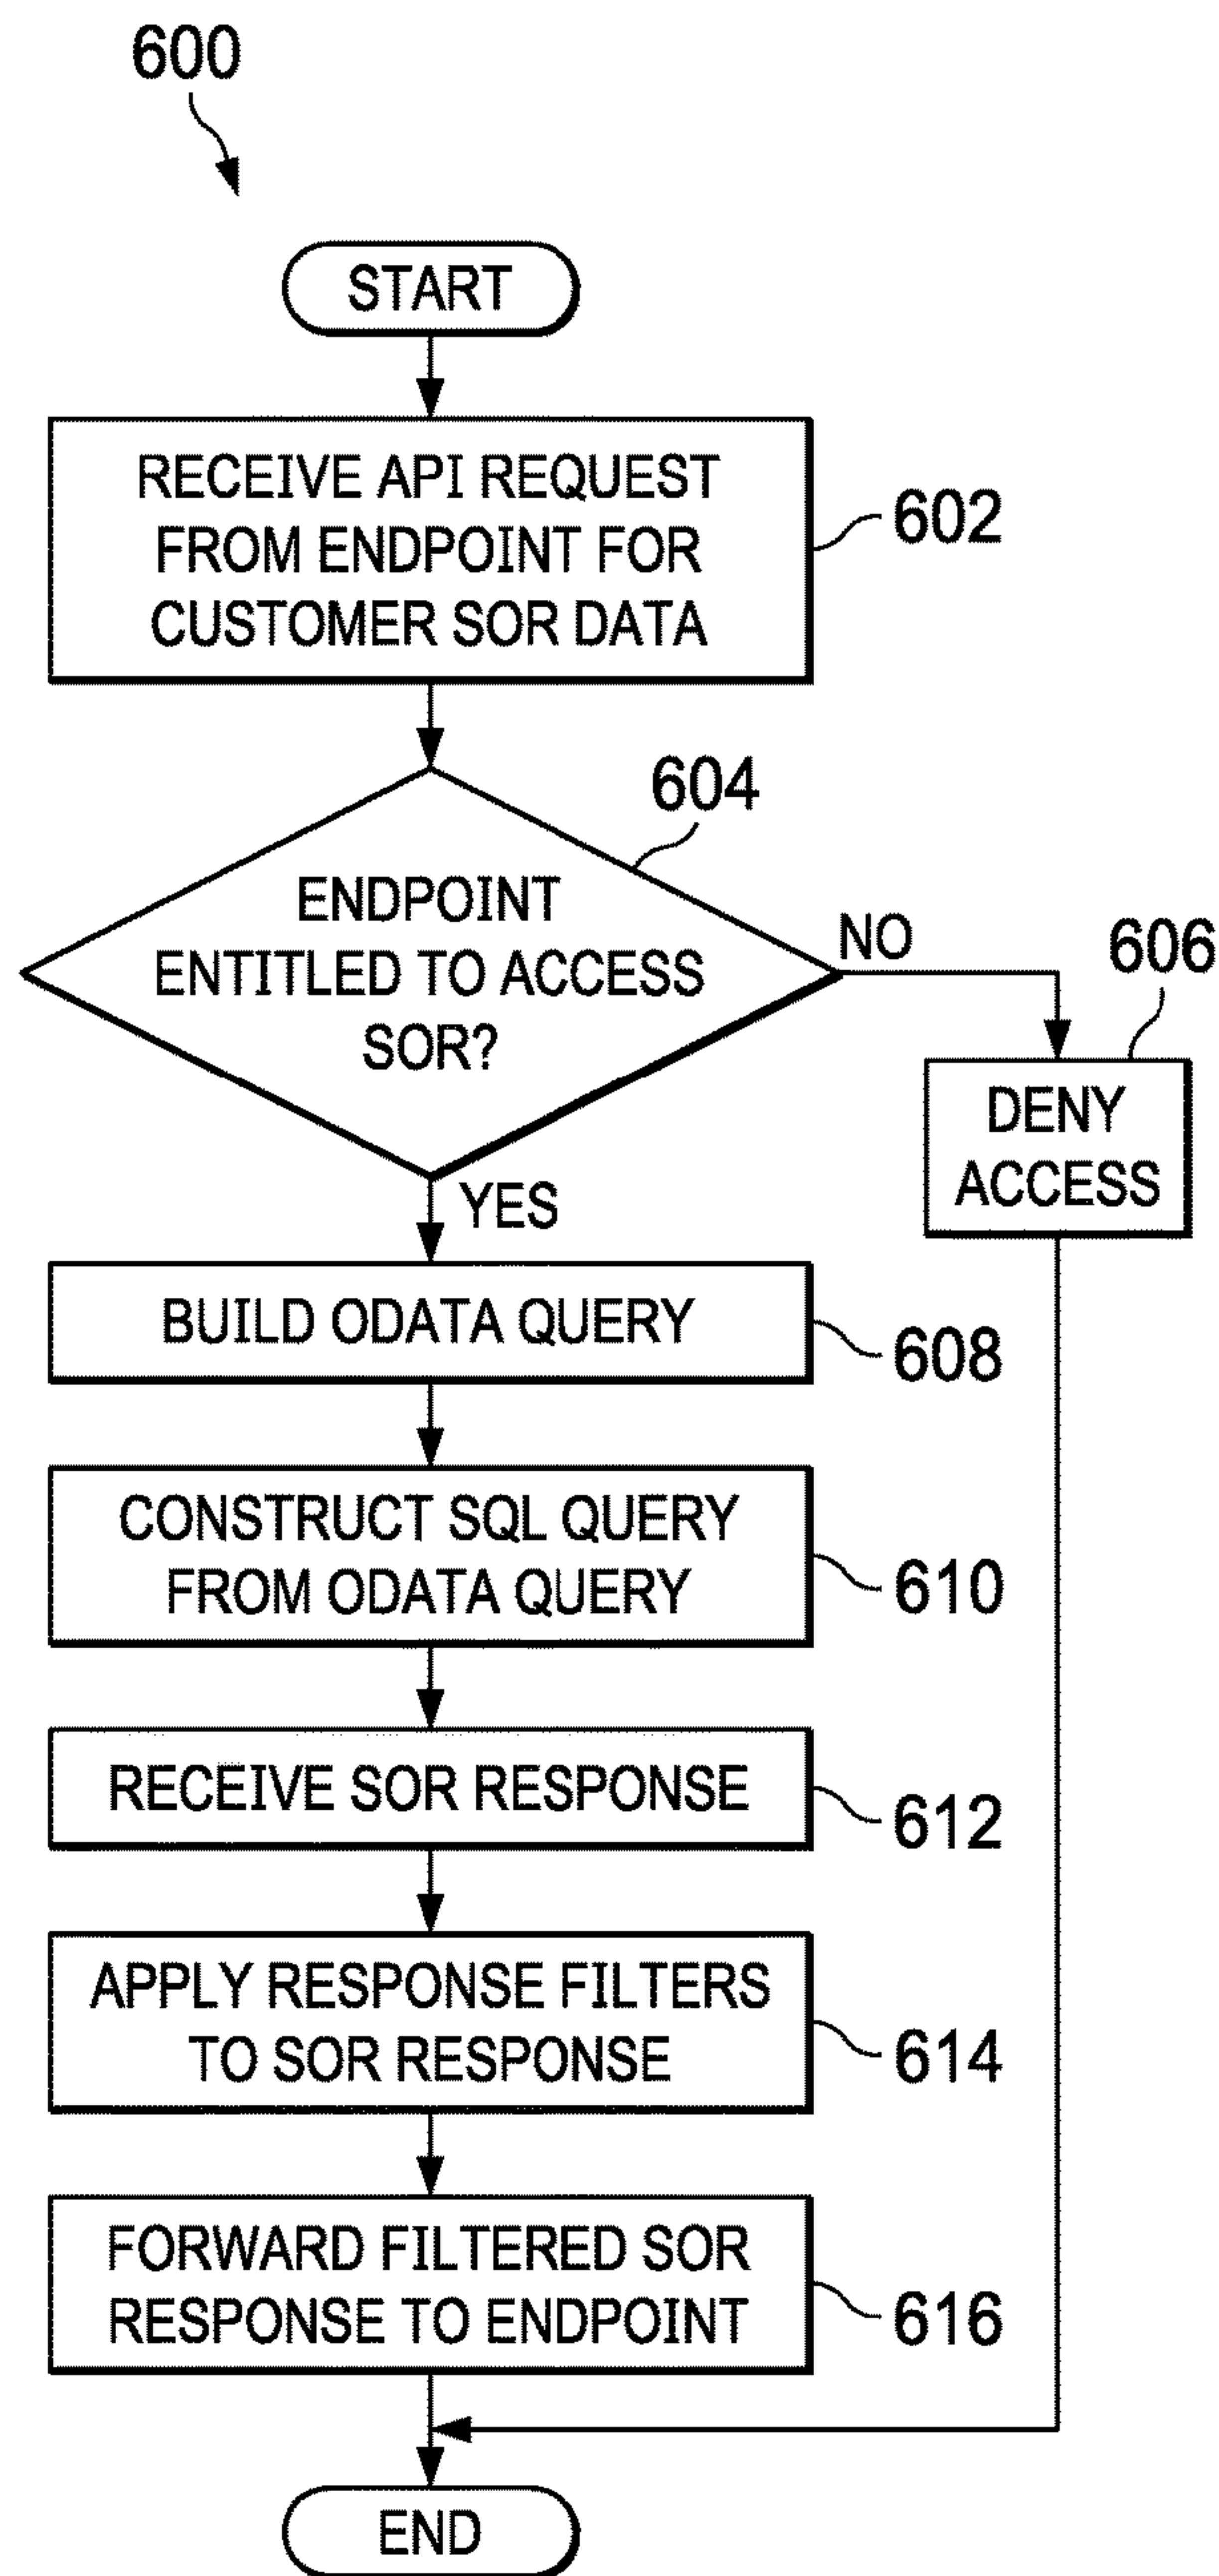 600
START
RECEIVE API REQUEST
FROM ENDPOINT FOR
CUSTOMER SOR DATA
602
604
ENDPOINT
ENTITLED TO ACCESS
SOR?
NO
606
DENY
ACCESS
YES
BUILD ODATA QUERY
608
CONSTRUCT SQL QUERY
FROM ODATA QUERY
610
RECEIVE SOR RESPONSE
612
APPLY RESPONSE FILTERS
TO SOR RESPONSE
614
FORWARD FILTERED SOR
RESPONSE TO ENDPOINT
616
END